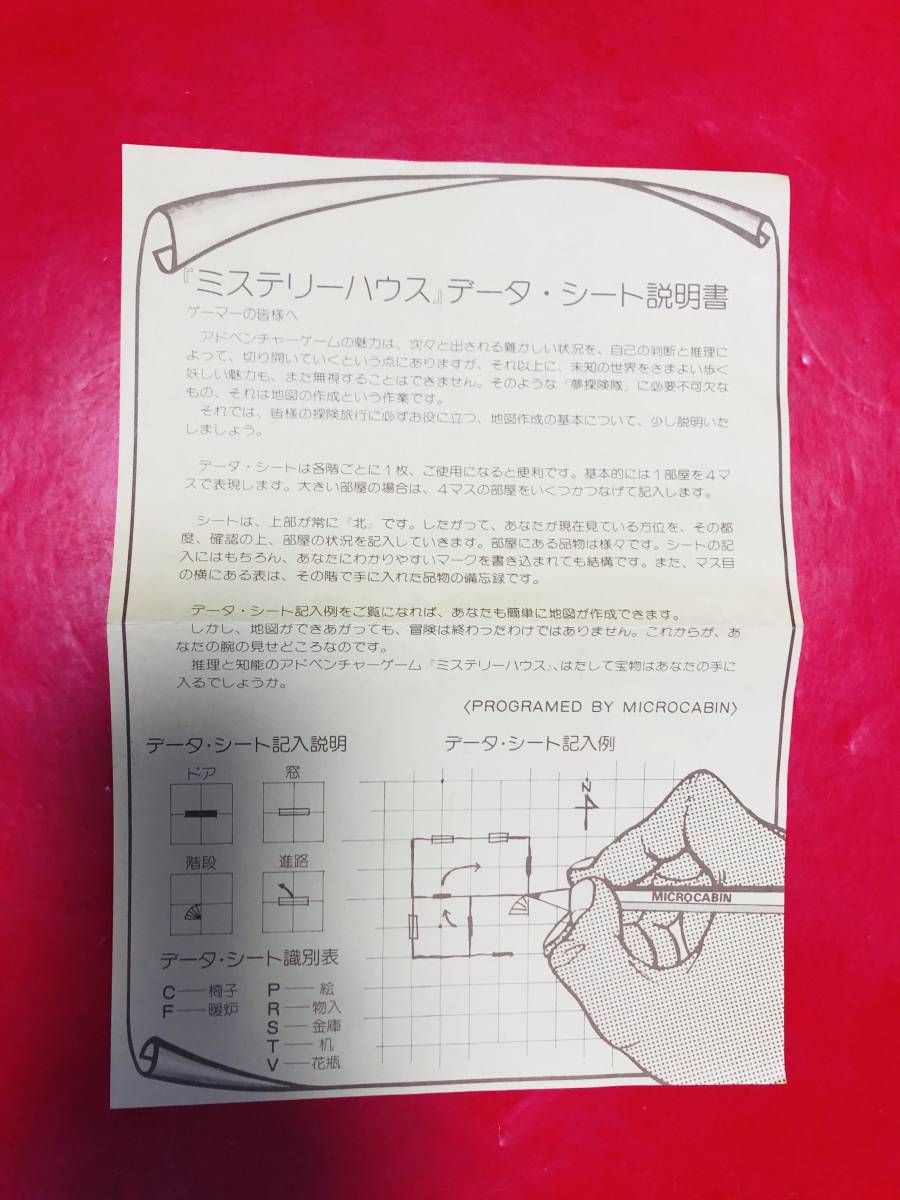 『ミステリーハウス』データ・シート説明書
ゲーマーの皆様へ
アドベンチャーゲームの魅力は、次々と出される難かしい状況を、自己の判断と推理に
よって、切り開いていくという点にありますが、それ以上に、未知の世界をさまよい歩く
妖しい魅力も、また無視することはできません。そのような『夢探険隊』に必要不可欠な
もの、それは地図の作成という作業です。
それでは、皆様の探険旅行に必ずお役に立つ、地図作成の基本について、少し説明いた
しましょう。
データ・シートは各階ごとに1枚、ご使用になると便利です。基本的には1部屋を4マ
スで表現します。大きい部屋の場合は、4マスの部屋をいくつかつなげて記入します。
シートは、上部が常に『北』です。したがって、あなたが現在見ている方位を、その都
度、確認の上、部屋の状況を記入していきます。部屋にある品物は様々です。シートの記
入にはもちろん、あなたにわかりやすいマークを書き込まれても結構です。また、マス目
の横にある表は、その階で手に入れた品物の備忘録です。
データ・シート記入例をご覧になれば、あなたも簡単に地図が作成できます。
しかし、地図ができあがっても、冒険は終わったわけではありません。これからが、あ
なたの腕の見せどころなのです。
推理と知能のアドベンチャーゲーム『ミステリーハウス』、はたして宝物はあなたの手に
入るでしょうか。
〈PROGRAMED BY MICROCABIN〉
データ・シート記入説明
ドア 窓
階段 進路
データ・シート識別表
C――椅子 P――絵
F――暖炉 R――物入
S――金庫
T――机
V――花瓶
データ・シート記入例
N
MICROCABIN